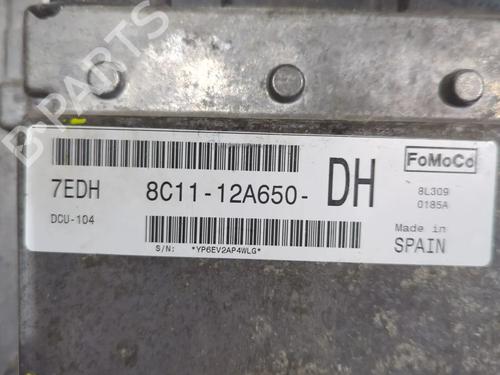 B-PARTS
7EDH 8C11-12A650- DH
DCU-104
S/N: *YP6EV2AP4WLG*
FoMoCo
8L309
0185A
Made in
SPAIN